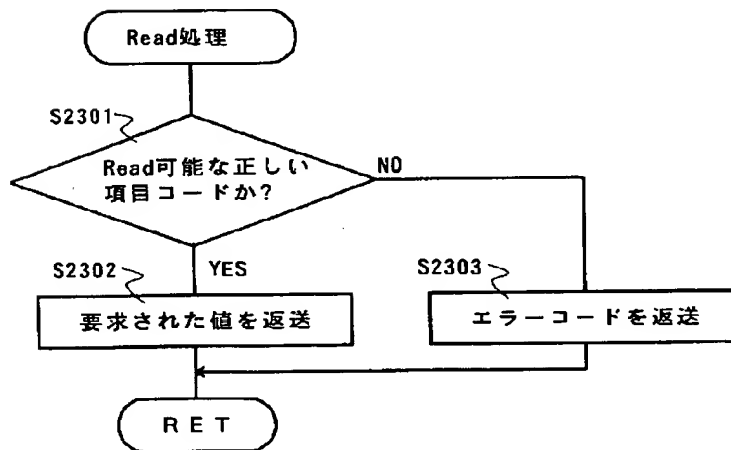 Read処理
S2301
Read可能な正しい
項目コードか?
NO
YES
S2302
要求された値を返送
S2303
エラーコードを返送
RET